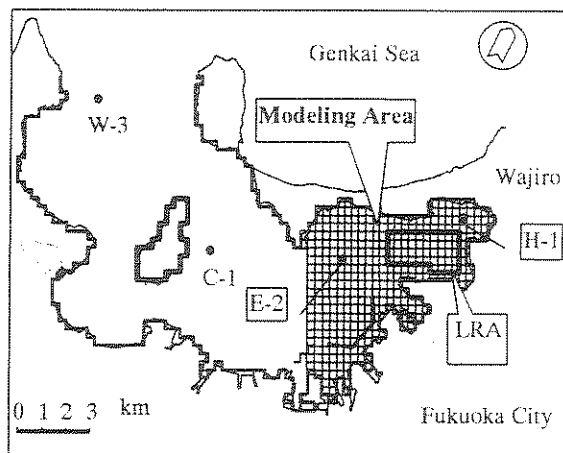 Genkai Sea
W-3
Modeling Area
Wajiro
H-1
C-1
E-2
LRA
0 1 2 3 km
Fukuoka City